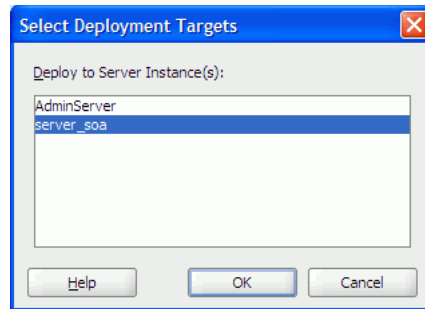 Select Deployment Targets
Deploy to Server Instance(s):
AdminServer
server_soa
Help
OK
Cancel